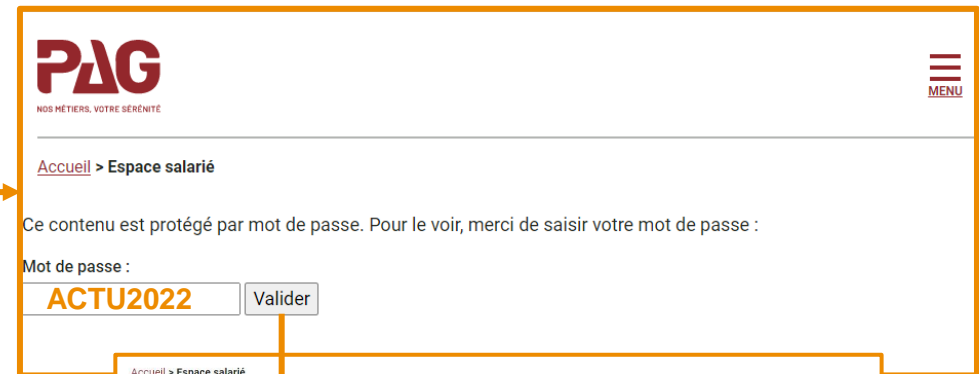 PAG
NOS MÉTIERS, VOTRE SÉRÉNITÉ
MENU
Accueil > Espace salarié
Ce contenu est protégé par mot de passe. Pour le voir, merci de saisir votre mot de passe :
Mot de passe :
ACTU2022 Valider
Accueil > Espace salarié